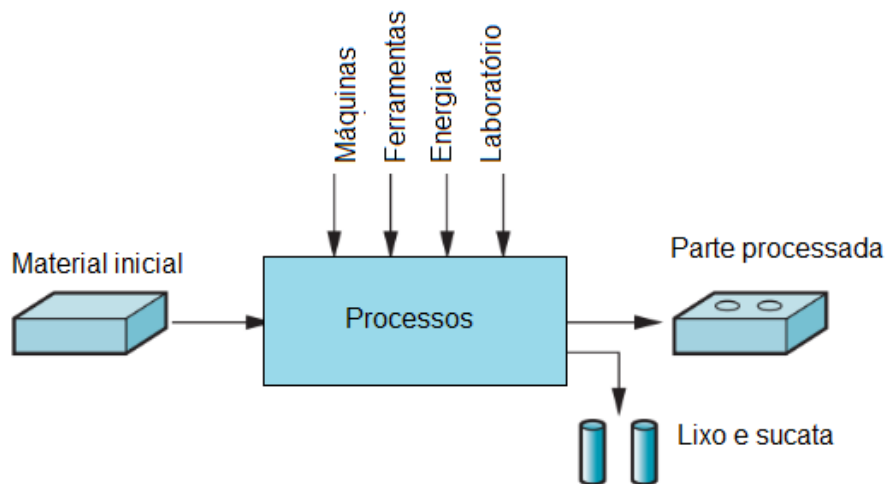 Máquinas
Ferramentas
Energia
Laboratório
Material inicial
Processos
Parte processada
Lixo e sucata